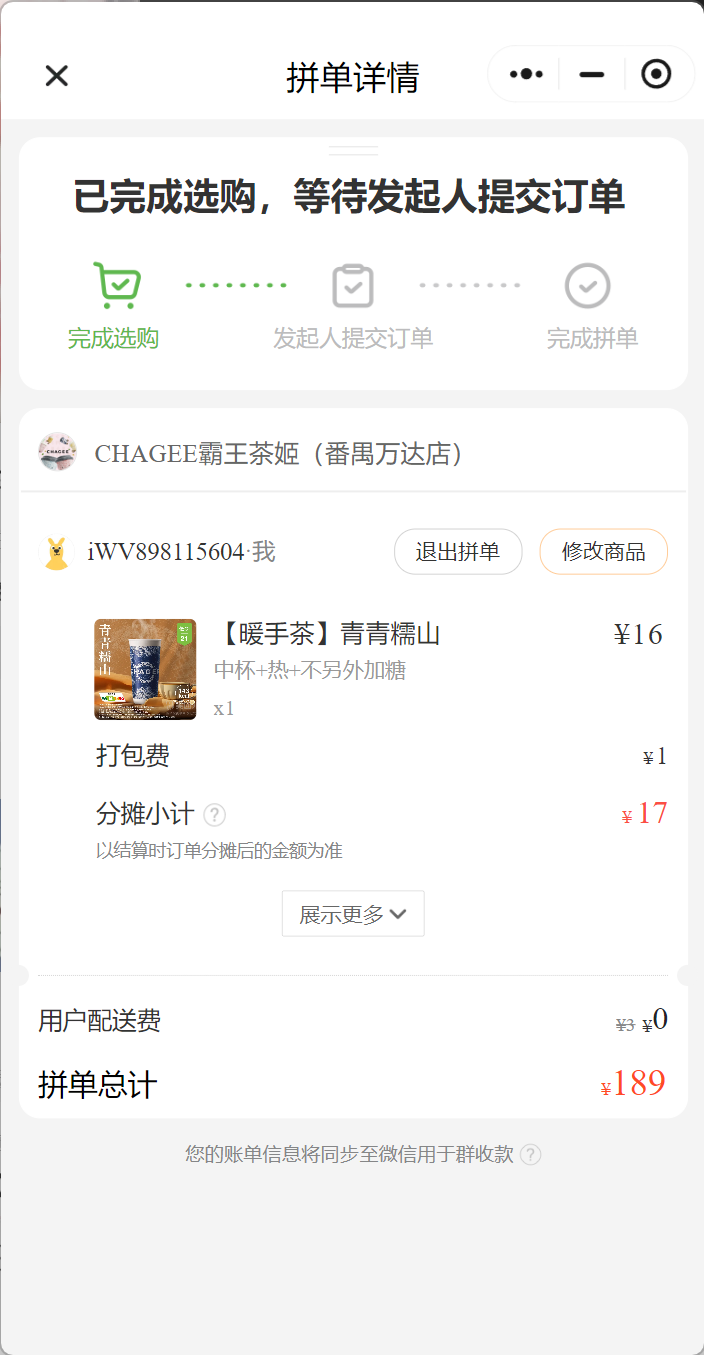 拼单详情
已完成选购，等待发起人提交订单
完成选购
发起人提交订单
完成拼单
CHAGEE
CHAGEE霸王茶姬（番禺万达店）
iWV898115604·我
退出拼单
修改商品
青青糯山
21
CHAGEE
143
【暖手茶】青青糯山
¥16
中杯+热+不另外加糖
x1
打包费
¥1
分摊小计 ?
¥17
以结算时订单分摊后的金额为准
展示更多
用户配送费
¥3 ¥0
拼单总计
¥189
您的账单信息将同步至微信用于群收款 ?